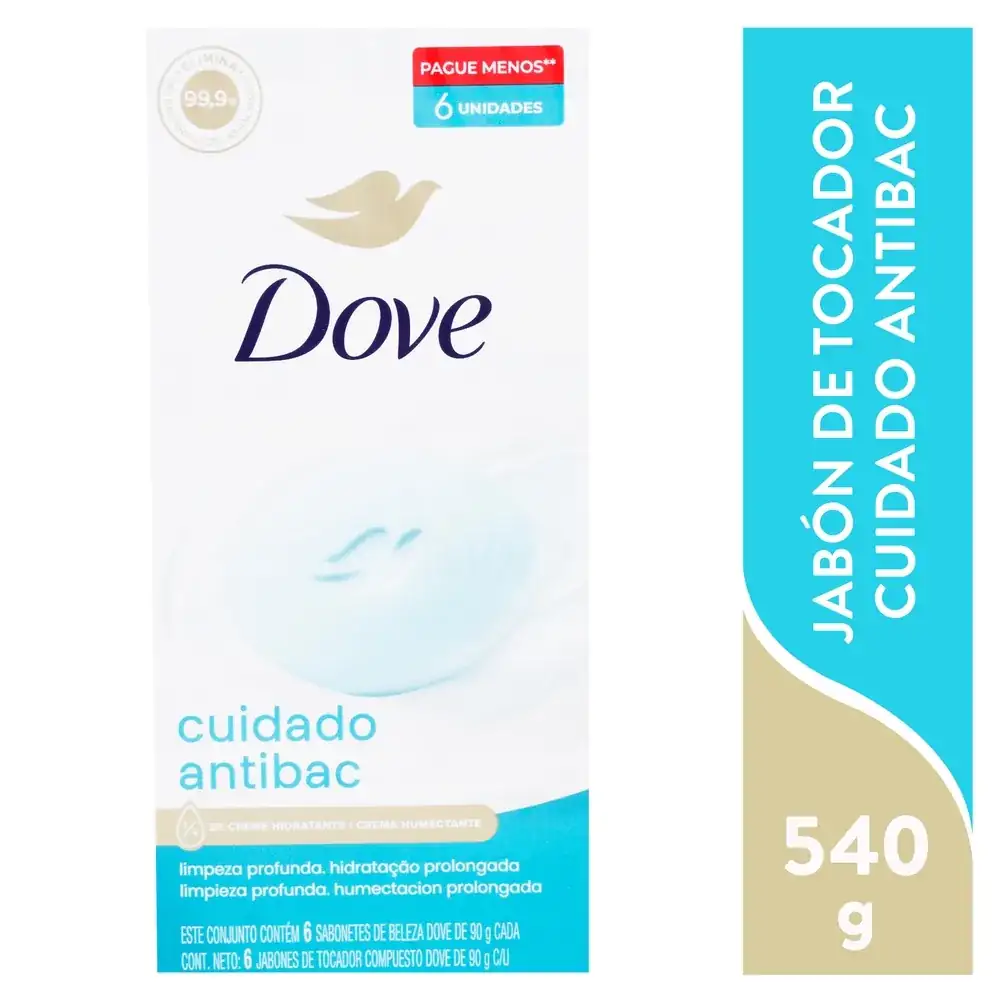 ELIMINA
99,9%
PAGUE MENOS**
6 UNIDADES
Dove
cuidado
antibac
1/4 DE CREME HIDRATANTE / CREMA HUMECTANTE
limpeza profunda. hidratação prolongada
limpieza profunda. humectacion prolongada
ESTE CONJUNTO CONTÉM 6 SABONETES DE BELEZA DOVE DE 90 g CADA
CONT. NETO: 6 JABONES DE TOCADOR COMPUESTO DOVE DE 90 g C/U
JABÓN DE TOCADOR
CUIDADO ANTIBAC
540
g